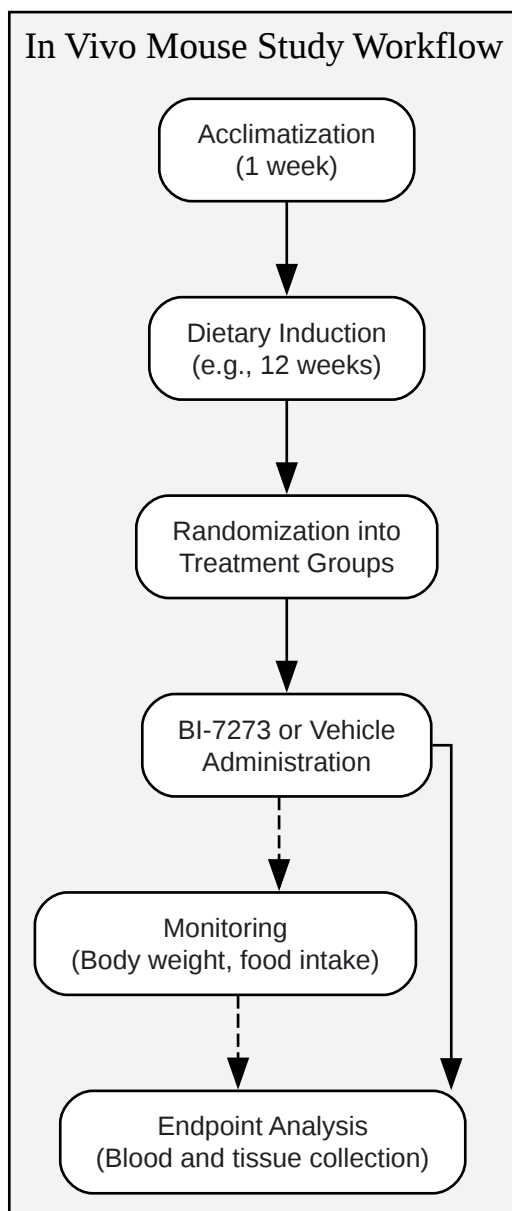 In Vivo Mouse Study Workflow
Acclimatization
(1 week)
Dietary Induction
(e.g., 12 weeks)
Randomization into
Treatment Groups
BI-7273 or Vehicle
Administration
Monitoring
(Body weight, food intake)
Endpoint Analysis
(Blood and tissue collection)